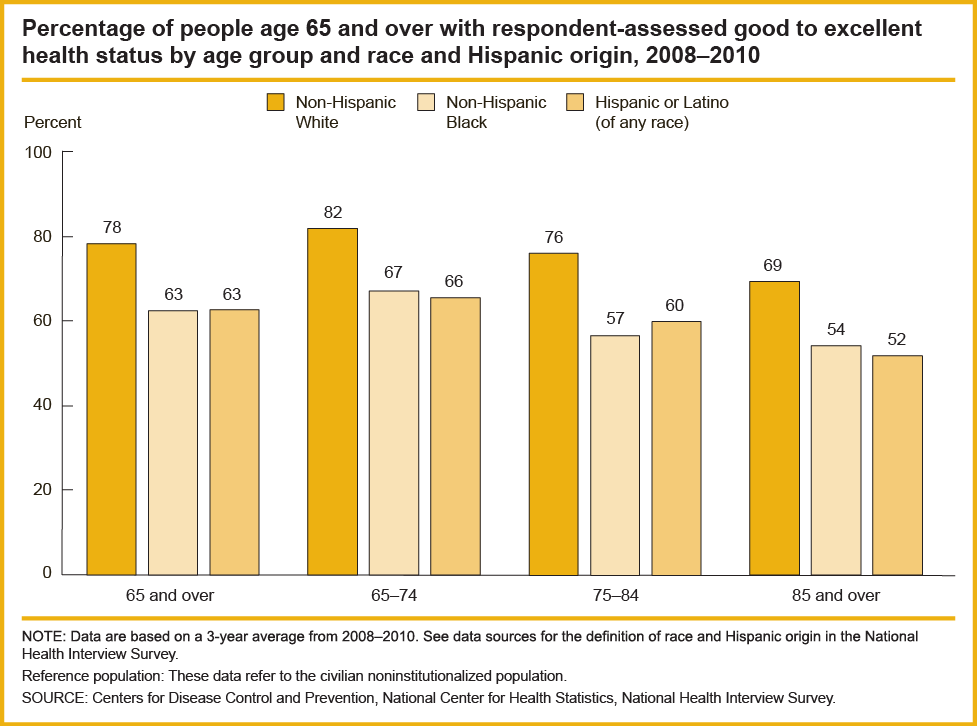 Percentage of people age 65 and over with respondent-assessed good to excellent
health status by age group and race and Hispanic origin, 2008–2010
Non-Hispanic
White
Non-Hispanic
Black
Hispanic or Latino
(of any race)
Percent
100
80
60
40
20
0
78
63
63
82
67
66
76
57
60
69
54
52
65 and over
65–74
75–84
85 and over
NOTE: Data are based on a 3-year average from 2008–2010. See data sources for the definition of race and Hispanic origin in the National
Health Interview Survey.
Reference population: These data refer to the civilian noninstitutionalized population.
SOURCE: Centers for Disease Control and Prevention, National Center for Health Statistics, National Health Interview Survey.